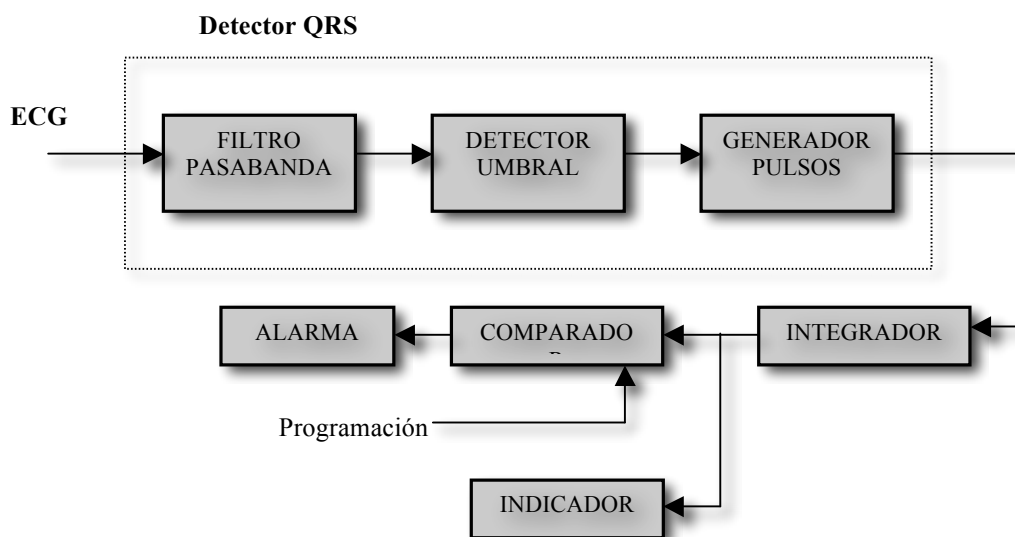 Detector QRS
ECG
FILTRO
PASABANDA
DETECTOR
UMBRAL
GENERADOR
PULSOS
ALARMA
COMPARADO
INTEGRADOR
Programación
INDICADOR